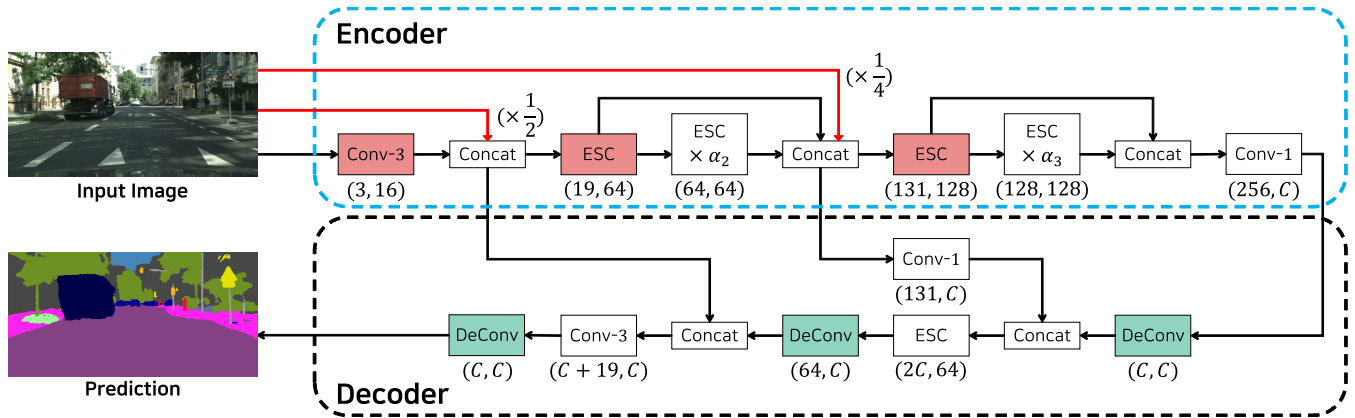 Encoder
(× 1/4)
(× 1/2)
Conv-3
Concat
ESC
ESC
× α₂
Concat
ESC
ESC
× α₃
Concat
Conv-1
(3, 16)
(19, 64)
(64, 64)
(131, 128)
(128, 128)
(256, C)
Input Image
Conv-1
(131, C)
DeConv
Conv-3
Concat
DeConv
ESC
Concat
DeConv
(C, C)
(C + 19, C)
(64, C)
(2C, 64)
(C, C)
Prediction
Decoder